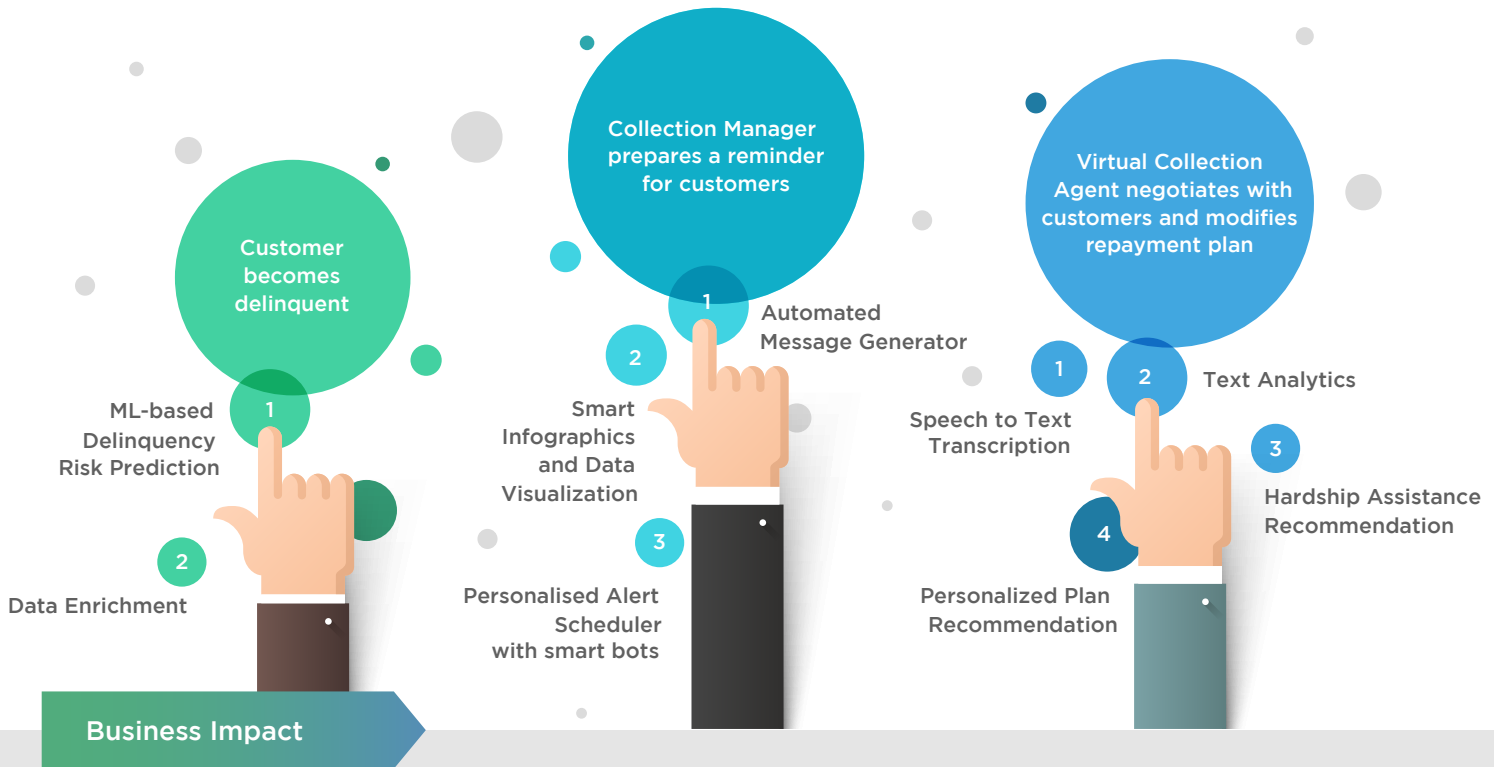 Customer
becomes
delinquent
1
ML-based
Delinquency
Risk Prediction
2
Data Enrichment
Collection Manager
prepares a reminder
for customers
1
Automated
Message Generator
2
Smart
Infographics
and Data
Visualization
3
Personalised Alert
Scheduler
with smart bots
Virtual Collection
Agent negotiates with
customers and modifies
repayment plan
1
Speech to Text
Transcription
2
Text Analytics
3
Hardship Assistance
Recommendation
4
Personalized Plan
Recommendation
Business Impact